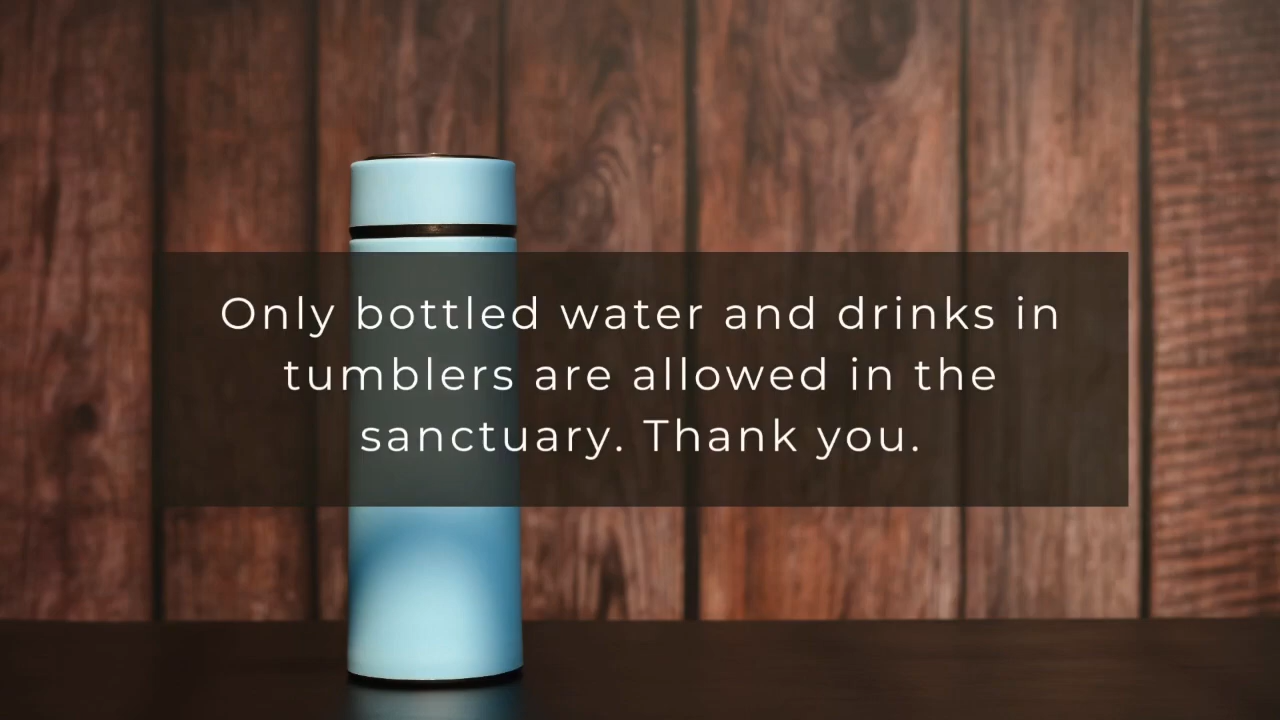 Only bottled water and drinks in
tumblers are allowed in the
sanctuary. Thank you.